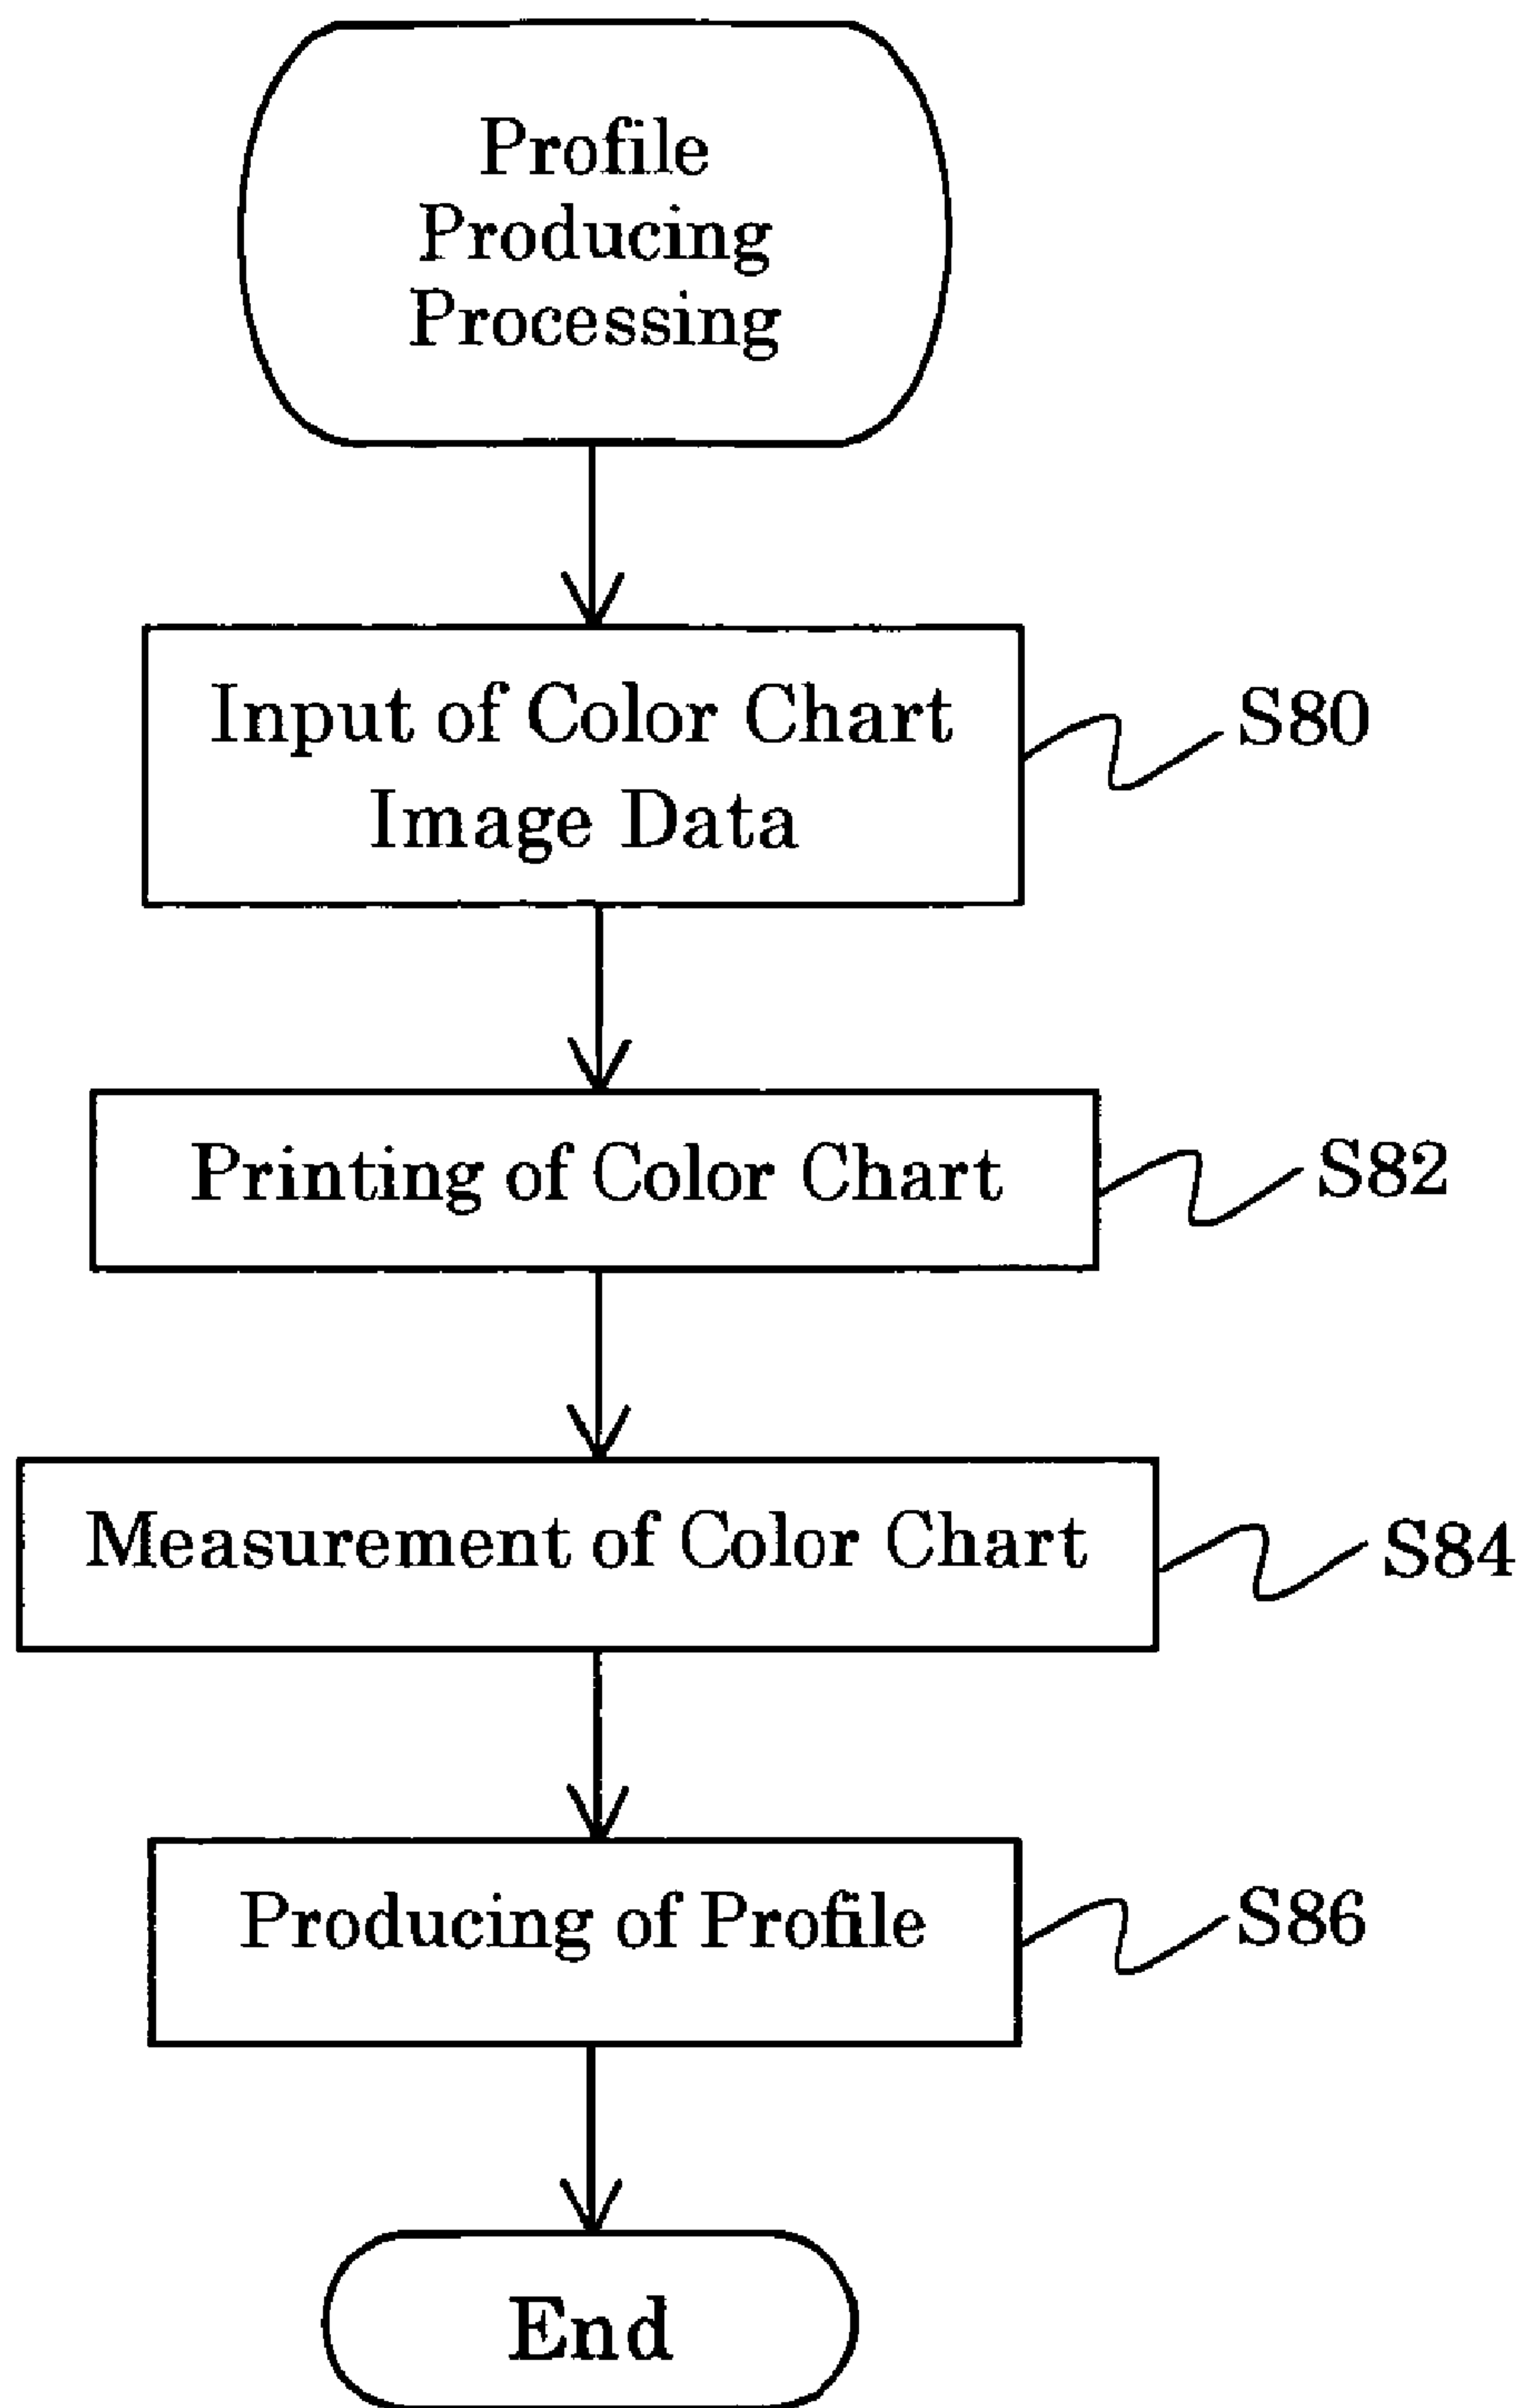 Profile
Producing
Processing
Input of Color Chart
Image Data
S80
Printing of Color Chart
S82
Measurement of Color Chart
S84
Producing of Profile
S86
End